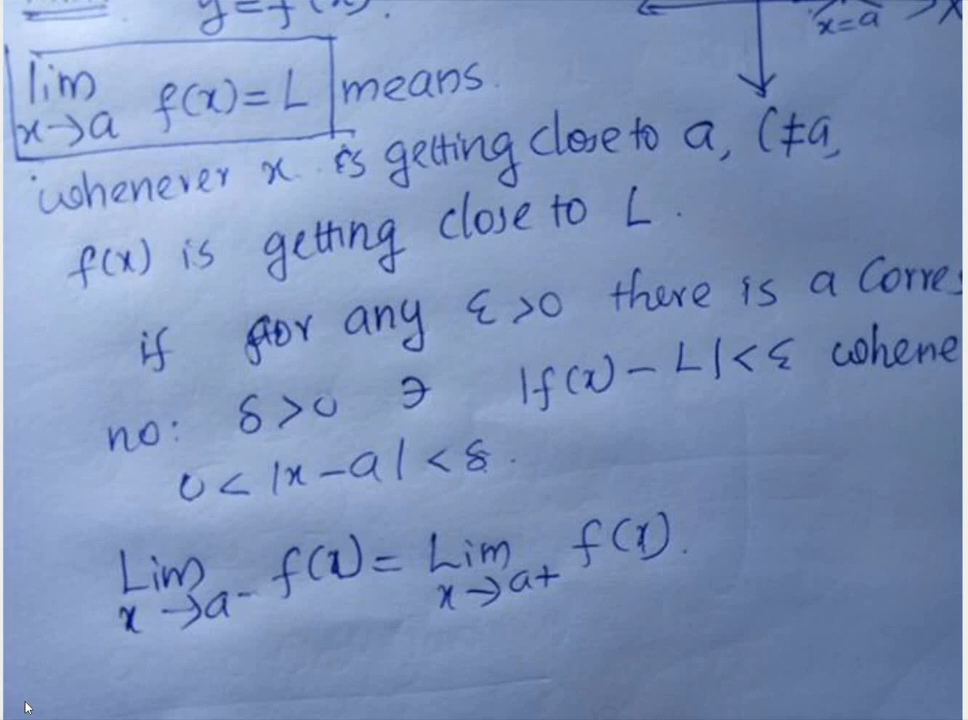 y=f(x).
x=a
X
lim
x→a f(x)=L means.
whenever x is getting close to a, (≠a,
f(x) is getting close to L.
if for any ε>0 there is a Corres
no: δ>0 ∋ |f(x)-L|<ε whene
0<|x-a|<δ.
Lim f(x)= Lim f(x).
x→a- x→a+